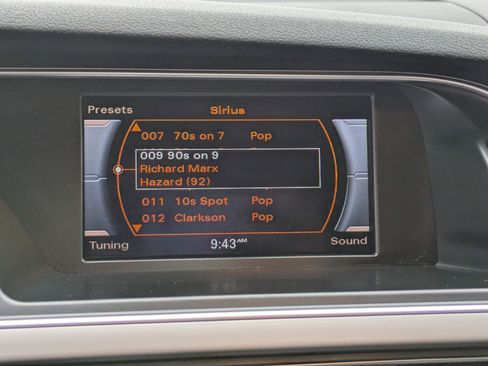 Presets Sirius
007 70s on 7 Pop
009 90s on 9
Richard Marx
Hazard (92)
011 10s Spot Pop
012 Clarkson Pop
Tuning 9:43 AM Sound